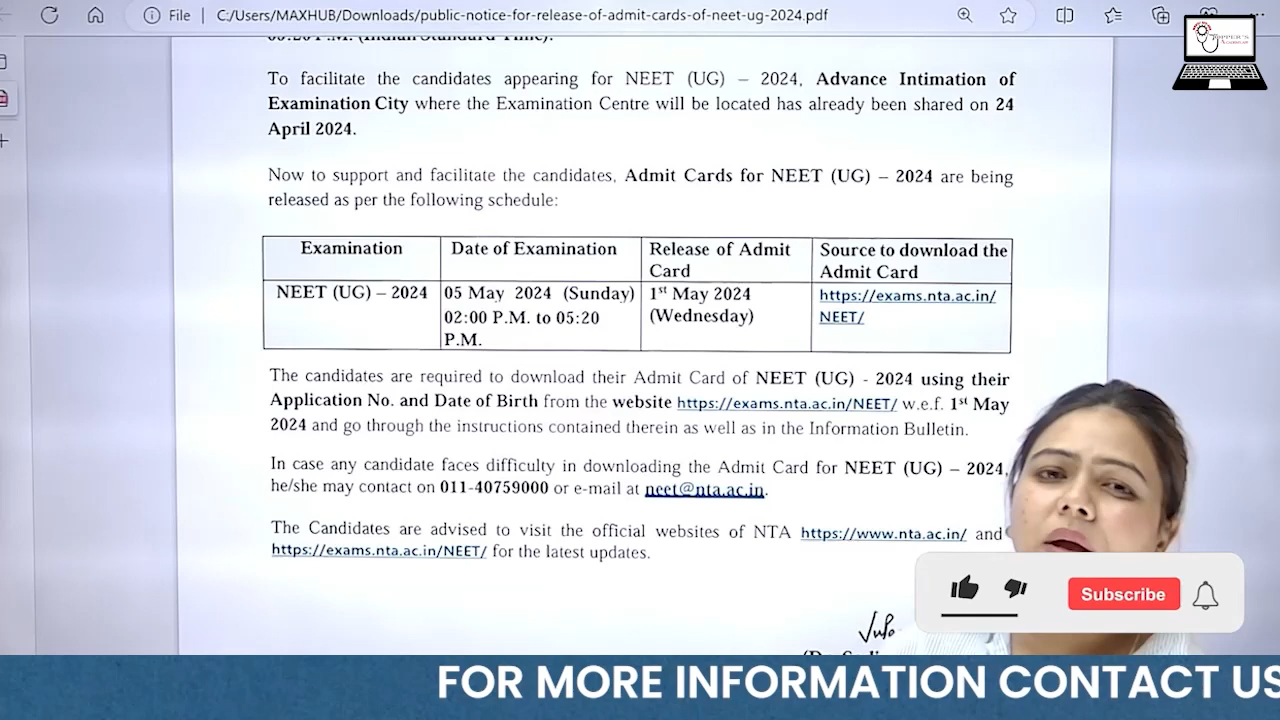 File
C:/Users/MAXHUB/Downloads/public-notice-for-release-of-admit-cards-of-neet-ug-2024.pdf
05:20 P.M. (Indian Standard Time).
To facilitate the candidates appearing for NEET (UG) – 2024, Advance Intimation of
Examination City where the Examination Centre will be located has already been shared on 24
April 2024.
Now to support and facilitate the candidates, Admit Cards for NEET (UG) – 2024 are being
released as per the following schedule:
Examination
Date of Examination
Release of Admit
Card
Source to download the
Admit Card
NEET (UG) – 2024
05 May 2024 (Sunday)
02:00 P.M. to 05:20
P.M.
1st May 2024
(Wednesday)
https://exams.nta.ac.in/
NEET/
The candidates are required to download their Admit Card of NEET (UG) - 2024 using their
Application No. and Date of Birth from the website https://exams.nta.ac.in/NEET/ w.e.f. 1st May
2024 and go through the instructions contained therein as well as in the Information Bulletin.
In case any candidate faces difficulty in downloading the Admit Card for NEET (UG) – 2024,
he/she may contact on 011-40759000 or e-mail at neet@nta.ac.in.
The Candidates are advised to visit the official websites of NTA https://www.nta.ac.in/ and
https://exams.nta.ac.in/NEET/ for the latest updates.
Subscribe
FOR MORE INFORMATION CONTACT US